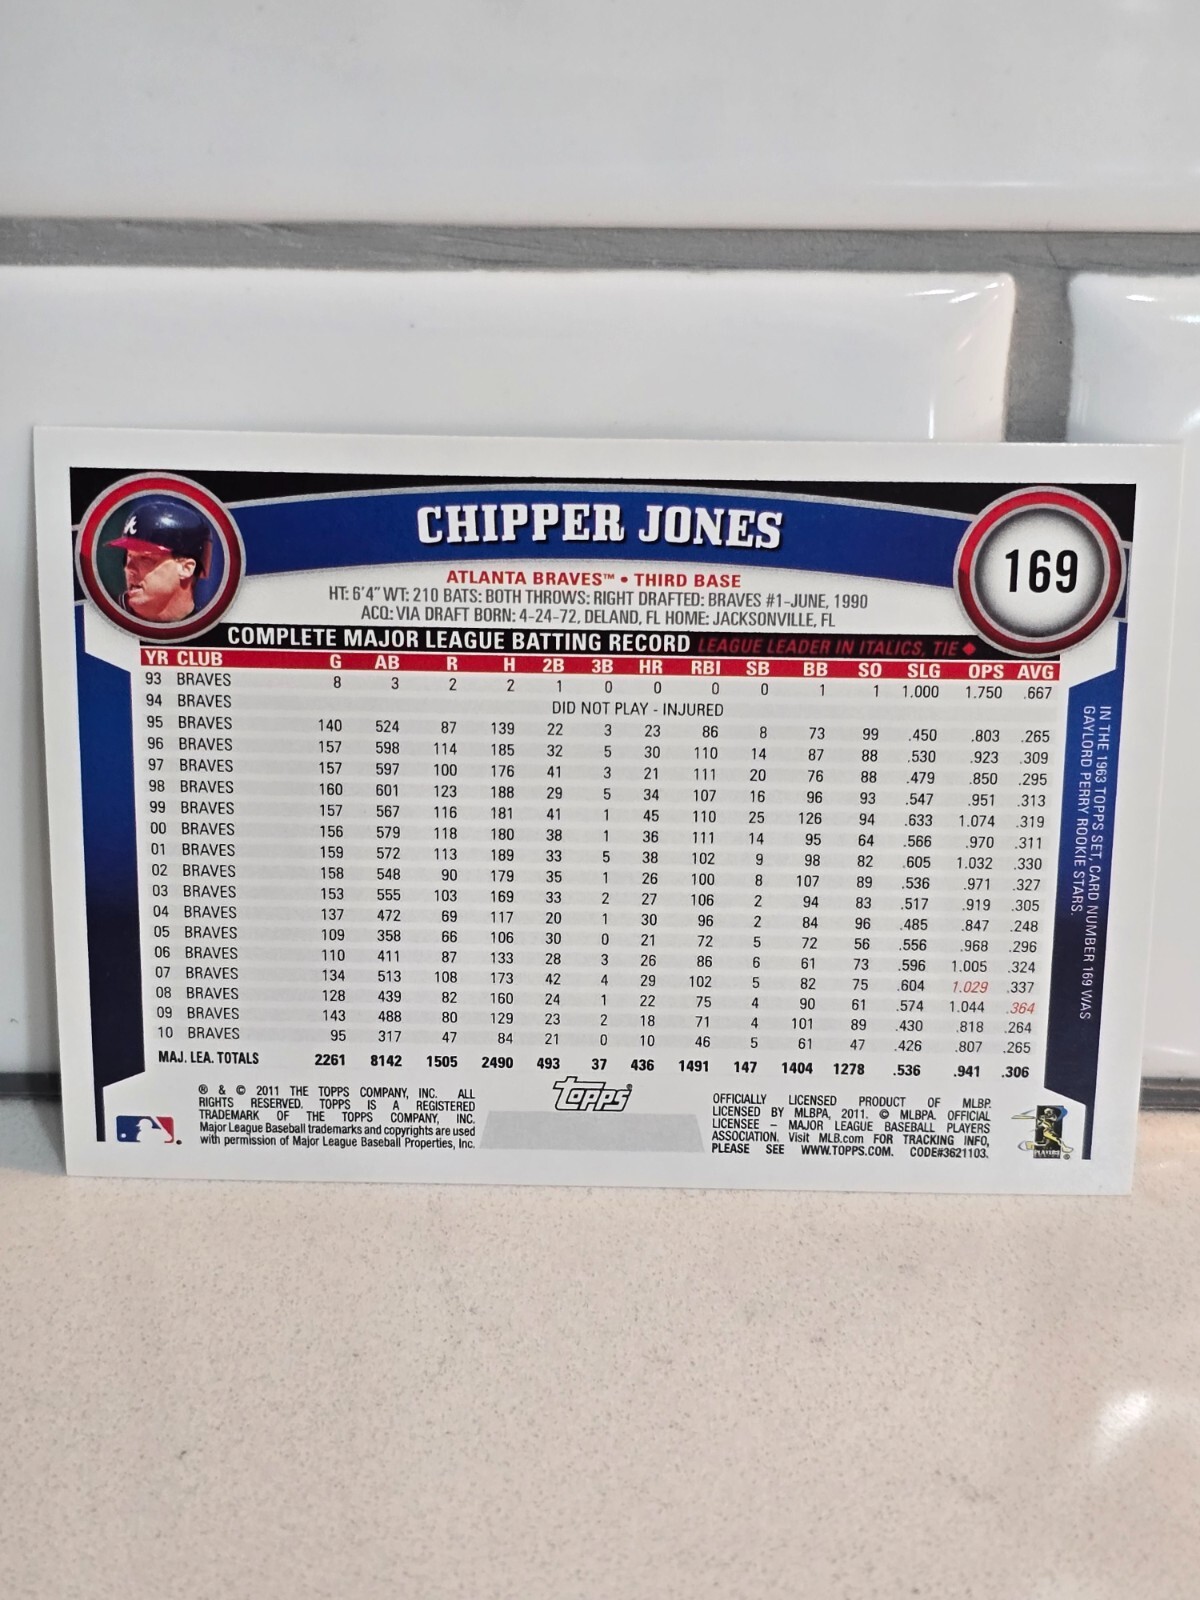 CHIPPER JONES
169
ATLANTA BRAVES™ • THIRD BASE
HT: 6'4" WT: 210 BATS: BOTH THROWS: RIGHT DRAFTED: BRAVES #1-JUNE, 1990
ACQ: VIA DRAFT BORN: 4-24-72, DELAND, FL HOME: JACKSONVILLE, FL
COMPLETE MAJOR LEAGUE BATTING RECORD LEAGUE LEADER IN ITALICS, TIE ◆
YR CLUB G AB R H 2B 3B HR RBI SB BB SO SLG OPS AVG
93 BRAVES 8 3 2 2 1 0 0 0 0 1 1 1.000 1.750 .667
94 BRAVES DID NOT PLAY - INJURED
95 BRAVES 140 524 87 139 22 3 23 86 8 73 99 .450 .803 .265
96 BRAVES 157 598 114 185 32 5 30 110 14 87 88 .530 .923 .309
97 BRAVES 157 597 100 176 41 3 21 111 20 76 88 .479 .850 .295
98 BRAVES 160 601 123 188 29 5 34 107 16 96 93 .547 .951 .313
99 BRAVES 157 567 116 181 41 1 45 110 25 126 94 .633 1.074 .319
00 BRAVES 156 579 118 180 38 1 36 111 14 95 64 .566 .970 .311
01 BRAVES 159 572 113 189 33 5 38 102 9 98 82 .605 1.032 .330
02 BRAVES 158 548 90 179 35 1 26 100 8 107 89 .536 .971 .327
03 BRAVES 153 555 103 169 33 2 27 106 2 94 83 .517 .919 .305
04 BRAVES 137 472 69 117 20 1 30 96 2 84 96 .485 .847 .248
05 BRAVES 109 358 66 106 30 0 21 72 5 72 56 .556 .968 .296
06 BRAVES 110 411 87 133 28 3 26 86 6 61 73 .596 1.005 .324
07 BRAVES 134 513 108 173 42 4 29 102 5 82 75 .604 1.029 .337
08 BRAVES 128 439 82 160 24 1 22 75 4 90 61 .574 1.044 .364
09 BRAVES 143 488 80 129 23 2 18 71 4 101 89 .430 .818 .264
10 BRAVES 95 317 47 84 21 0 10 46 5 61 47 .426 .807 .265
MAJ. LEA. TOTALS 2261 8142 1505 2490 493 37 436 1491 147 1404 1278 .536 .941 .306
IN THE 1963 TOPPS SET, CARD NUMBER 169 WAS
GAYLORD PERRY ROOKIE STARS.
® & © 2011 THE TOPPS COMPANY, INC. ALL
RIGHTS RESERVED. TOPPS IS A REGISTERED
TRADEMARK OF THE TOPPS COMPANY, INC.
Major League Baseball trademarks and copyrights are used
with permission of Major League Baseball Properties, Inc.
Topps®
OFFICIALLY LICENSED PRODUCT OF MLBP.
LICENSED BY MLBPA, 2011. © MLBPA. OFFICIAL
LICENSEE – MAJOR LEAGUE BASEBALL PLAYERS
ASSOCIATION. Visit MLB.com FOR TRACKING INFO,
PLEASE SEE WWW.TOPPS.COM. CODE#3621103.
PLAYERS